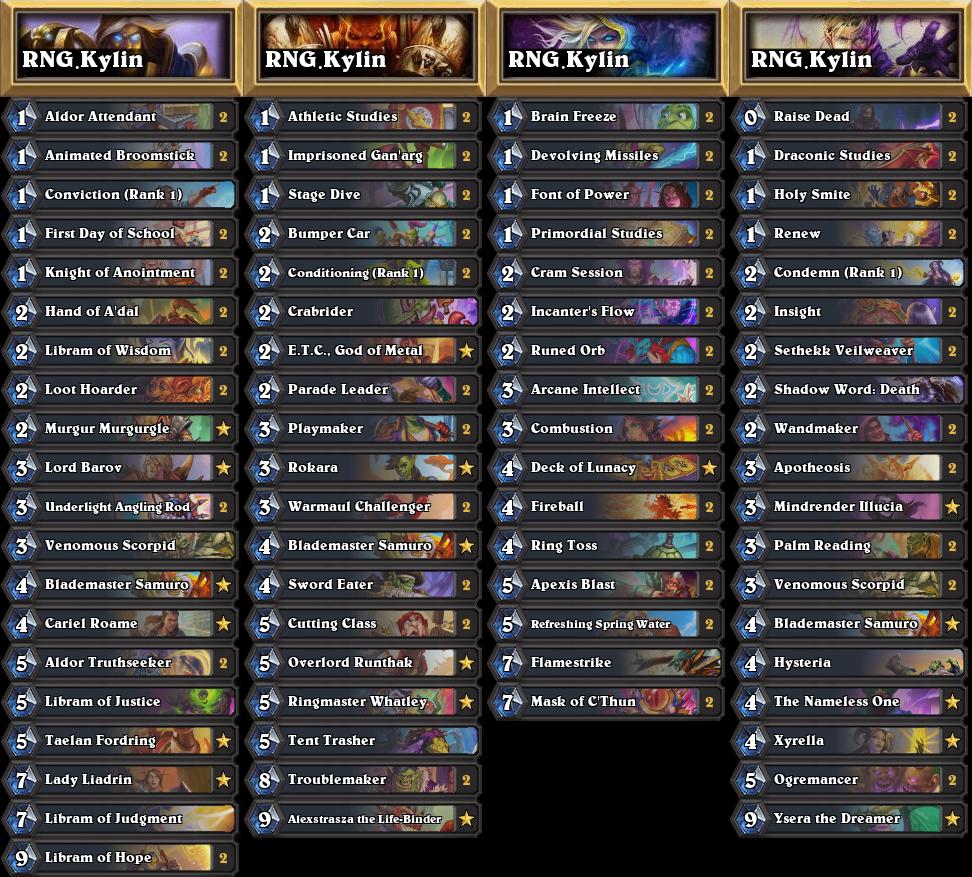 RNG.Kylin
1 Aldor Attendant 2
1 Animated Broomstick 2
1 Conviction (Rank 1)
1 First Day of School 2
1 Knight of Anointment 2
2 Hand of A'dal 2
2 Libram of Wisdom 2
2 Loot Hoarder 2
2 Murgur Murgurgle
3 Lord Barov
3 Underlight Angling Rod 2
3 Venomous Scorpid
4 Blademaster Samuro
4 Cariel Roame
5 Aldor Truthseeker 2
5 Libram of Justice
5 Taelan Fordring
7 Lady Liadrin
7 Libram of Judgment
9 Libram of Hope 2
RNG.Kylin
1 Athletic Studies 2
1 Imprisoned Gan'arg 2
1 Stage Dive 2
2 Bumper Car 2
2 Conditioning (Rank 1) 2
2 Crabrider
2 E.T.C., God of Metal
2 Parade Leader 2
3 Playmaker 2
3 Rokara
3 Warmaul Challenger 2
4 Blademaster Samuro
4 Sword Eater 2
5 Cutting Class 2
5 Overlord Runthak
5 Ringmaster Whatley
5 Tent Trasher
8 Troublemaker 2
9 Alexstrasza the Life-Binder
RNG.Kylin
1 Brain Freeze 2
1 Devolving Missiles 2
1 Font of Power 2
1 Primordial Studies 2
2 Cram Session 2
2 Incanter's Flow 2
2 Runed Orb 2
3 Arcane Intellect 2
3 Combustion 2
4 Deck of Lunacy
4 Fireball 2
4 Ring Toss 2
5 Apexis Blast 2
5 Refreshing Spring Water 2
7 Flamestrike
7 Mask of C'Thun 2
RNG.Kylin
0 Raise Dead 2
1 Draconic Studies 2
1 Holy Smite 2
1 Renew 2
2 Condemn (Rank 1)
2 Insight 2
2 Sethekk Veilweaver 2
2 Shadow Word: Death
2 Wandmaker 2
3 Apotheosis 2
3 Mindrender Illucia
3 Palm Reading 2
3 Venomous Scorpid 2
4 Blademaster Samuro
4 Hysteria
4 The Nameless One
4 Xyrella
5 Ogremancer 2
9 Ysera the Dreamer